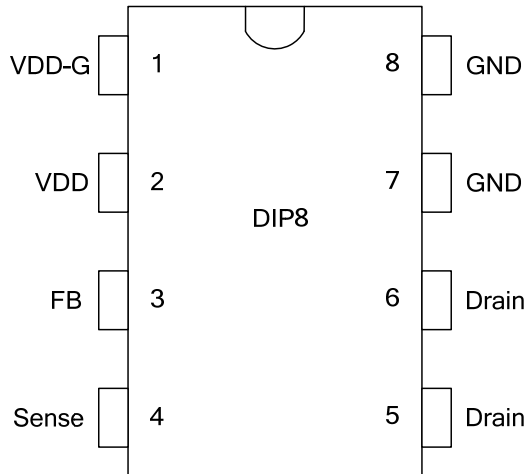 VDD-G 1 8 GND
VDD 2 7 GND
DIP8
FB 3 6 Drain
Sense 4 5 Drain